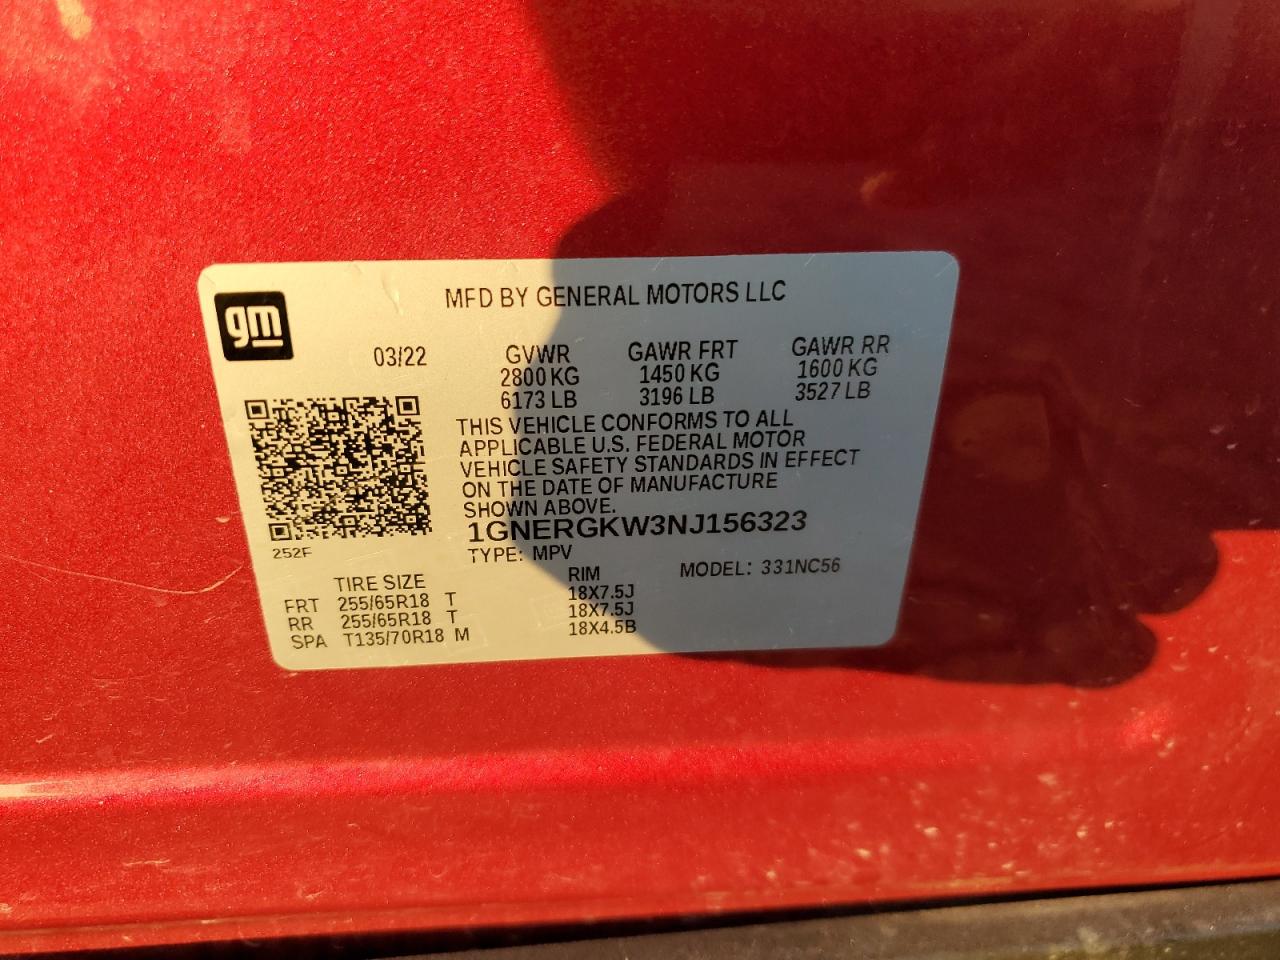 MFD BY GENERAL MOTORS LLC
gm
03/22 GVWR GAWR FRT GAWR RR
2800 KG 1450 KG 1600 KG
6173 LB 3196 LB 3527 LB
THIS VEHICLE CONFORMS TO ALL
APPLICABLE U.S. FEDERAL MOTOR
VEHICLE SAFETY STANDARDS IN EFFECT
ON THE DATE OF MANUFACTURE
SHOWN ABOVE.
1GNERGKW3NJ156323
252F
TYPE: MPV MODEL: 331NC56
TIRE SIZE RIM
FRT 255/65R18 T 18X7.5J
RR 255/65R18 T 18X7.5J
SPA T135/70R18 M 18X4.5B